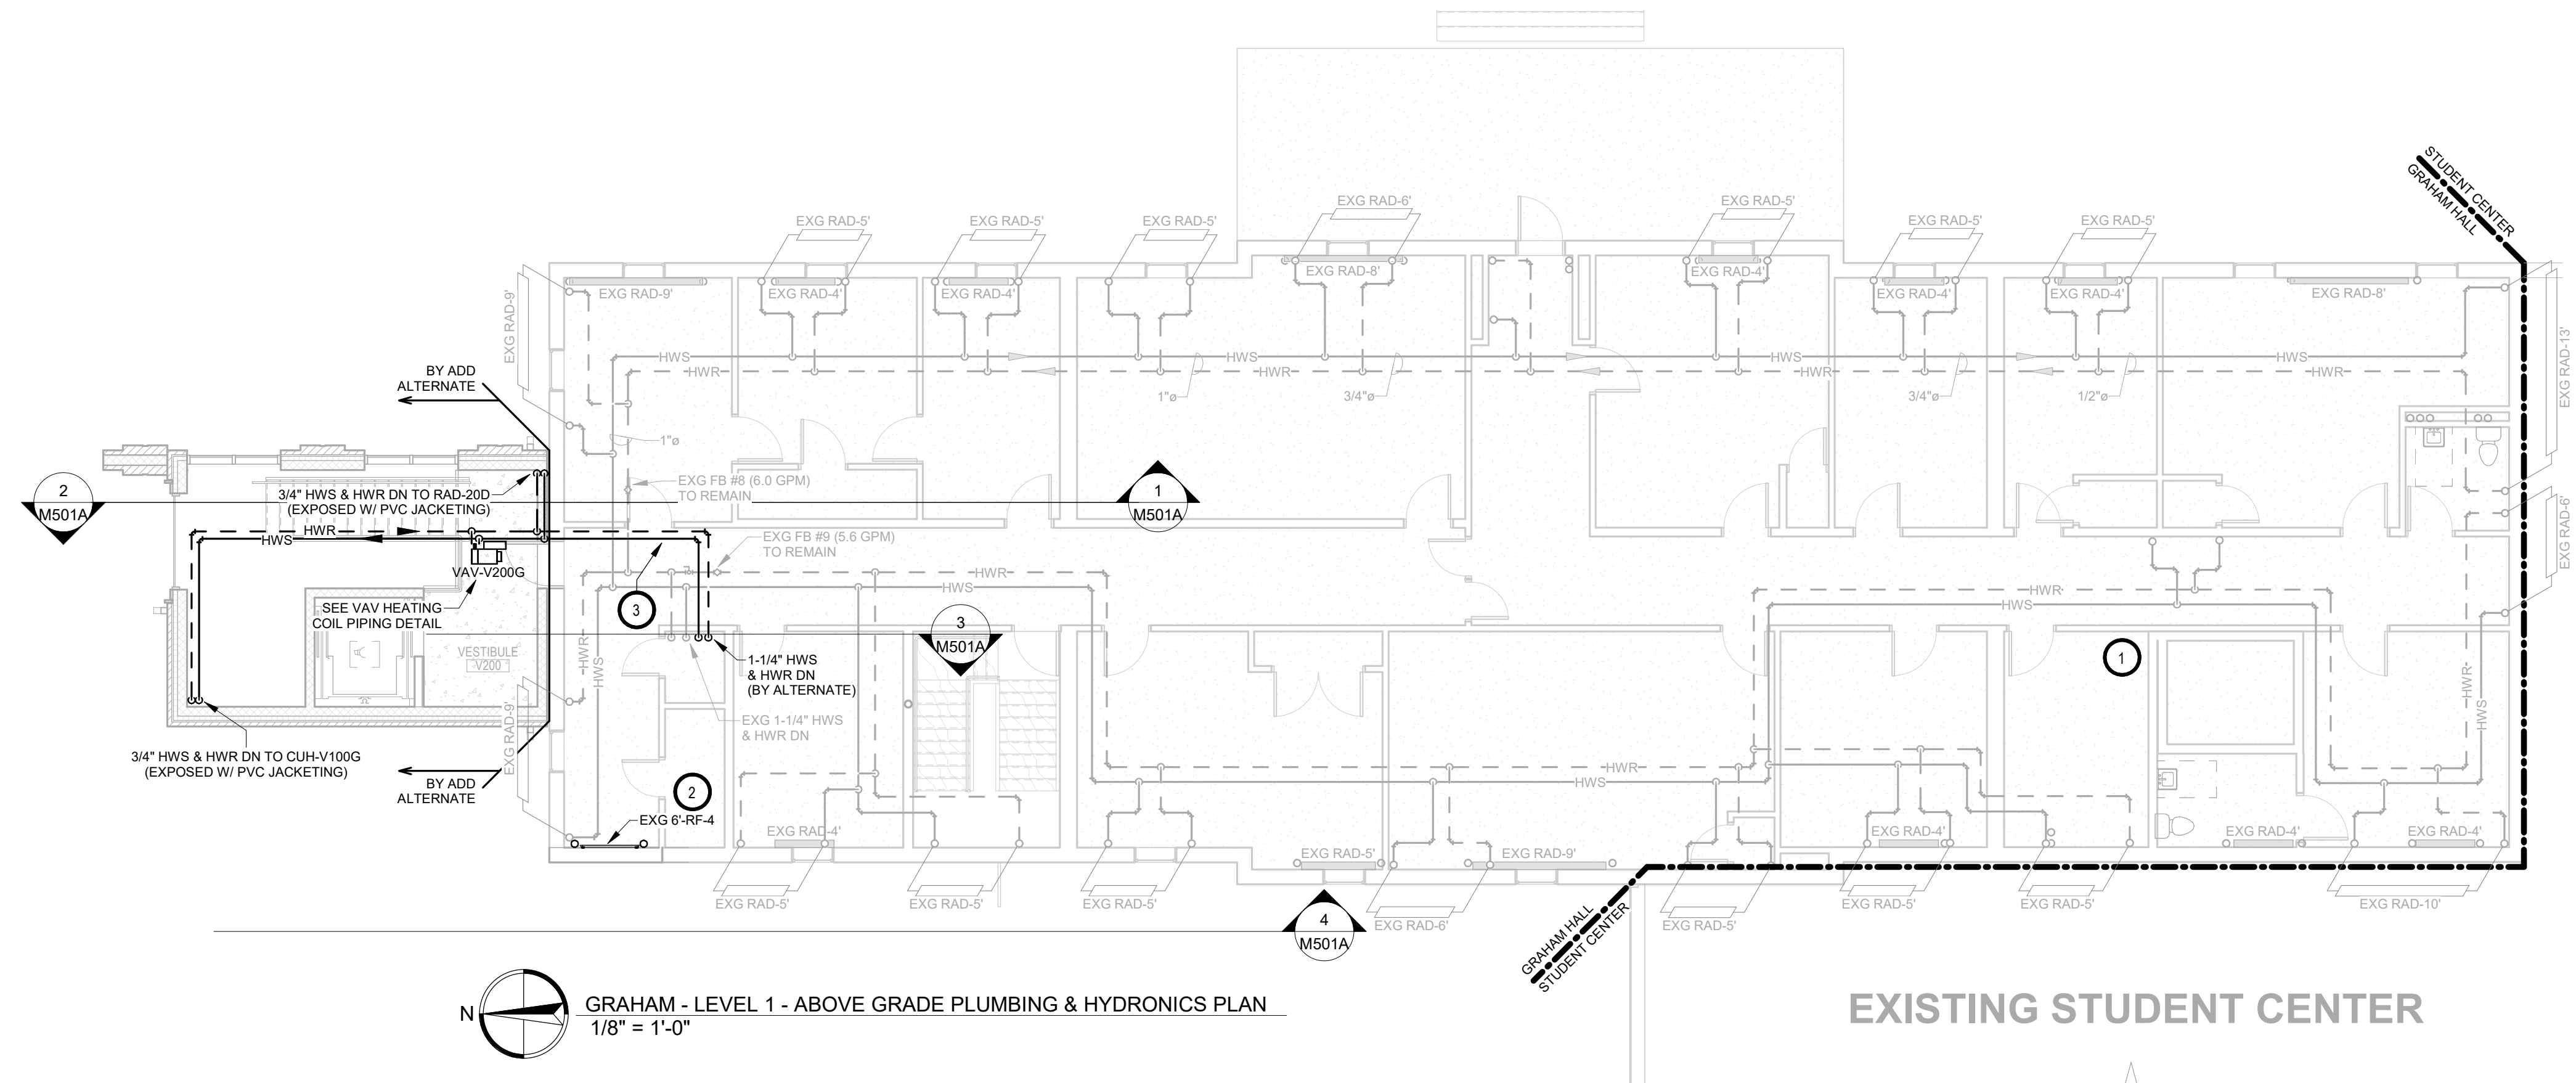 STUDENT CENTER
GRAHAM HALL
EXG RAD-5'
EXG RAD-5'
EXG RAD-5'
EXG RAD-6'
EXG RAD-5'
EXG RAD-5'
EXG RAD-5'
EXG RAD-9'
EXG RAD-4'
EXG RAD-4'
EXG RAD-8'
EXG RAD-4'
EXG RAD-4'
EXG RAD-4'
EXG RAD-8'
EXG RAD-9'
EXG RAD-13'
HWS
HWS
HWS
HWS
HWR
HWR
HWR
HWR
BY ADD
ALTERNATE
1"ø
3/4"ø
3/4"ø
1/2"ø
1"ø
EXG FB #8 (6.0 GPM)
TO REMAIN
2
M501A
1
M501A
3/4" HWS & HWR DN TO RAD-20D
(EXPOSED W/ PVC JACKETING)
HWR
HWS
EXG FB #9 (5.6 GPM)
TO REMAIN
EXG RAD-6'
VAV-V200G
HWR
HWS
HWR
HWS
SEE VAV HEATING
COIL PIPING DETAIL
3
3
M501A
VESTIBULE
V200
HWR
HWS
1-1/4" HWS
& HWR DN
(BY ALTERNATE)
1
HWR
HWS
EXG 1-1/4" HWS
& HWR DN
EXG RAD-9'
3/4" HWS & HWR DN TO CUH-V100G
(EXPOSED W/ PVC JACKETING)
BY ADD
ALTERNATE
HWR
HWS
HWR
HWS
2
EXG 6'-RF-4
EXG RAD-4'
EXG RAD-5'
EXG RAD-9'
EXG RAD-4'
EXG RAD-4'
EXG RAD-4'
EXG RAD-5'
EXG RAD-5'
EXG RAD-5'
EXG RAD-6'
EXG RAD-5'
EXG RAD-5'
EXG RAD-5'
EXG RAD-10'
4
M501A
GRAHAM HALL
STUDENT CENTER
N
GRAHAM - LEVEL 1 - ABOVE GRADE PLUMBING & HYDRONICS PLAN
1/8" = 1'-0"
EXISTING STUDENT CENTER